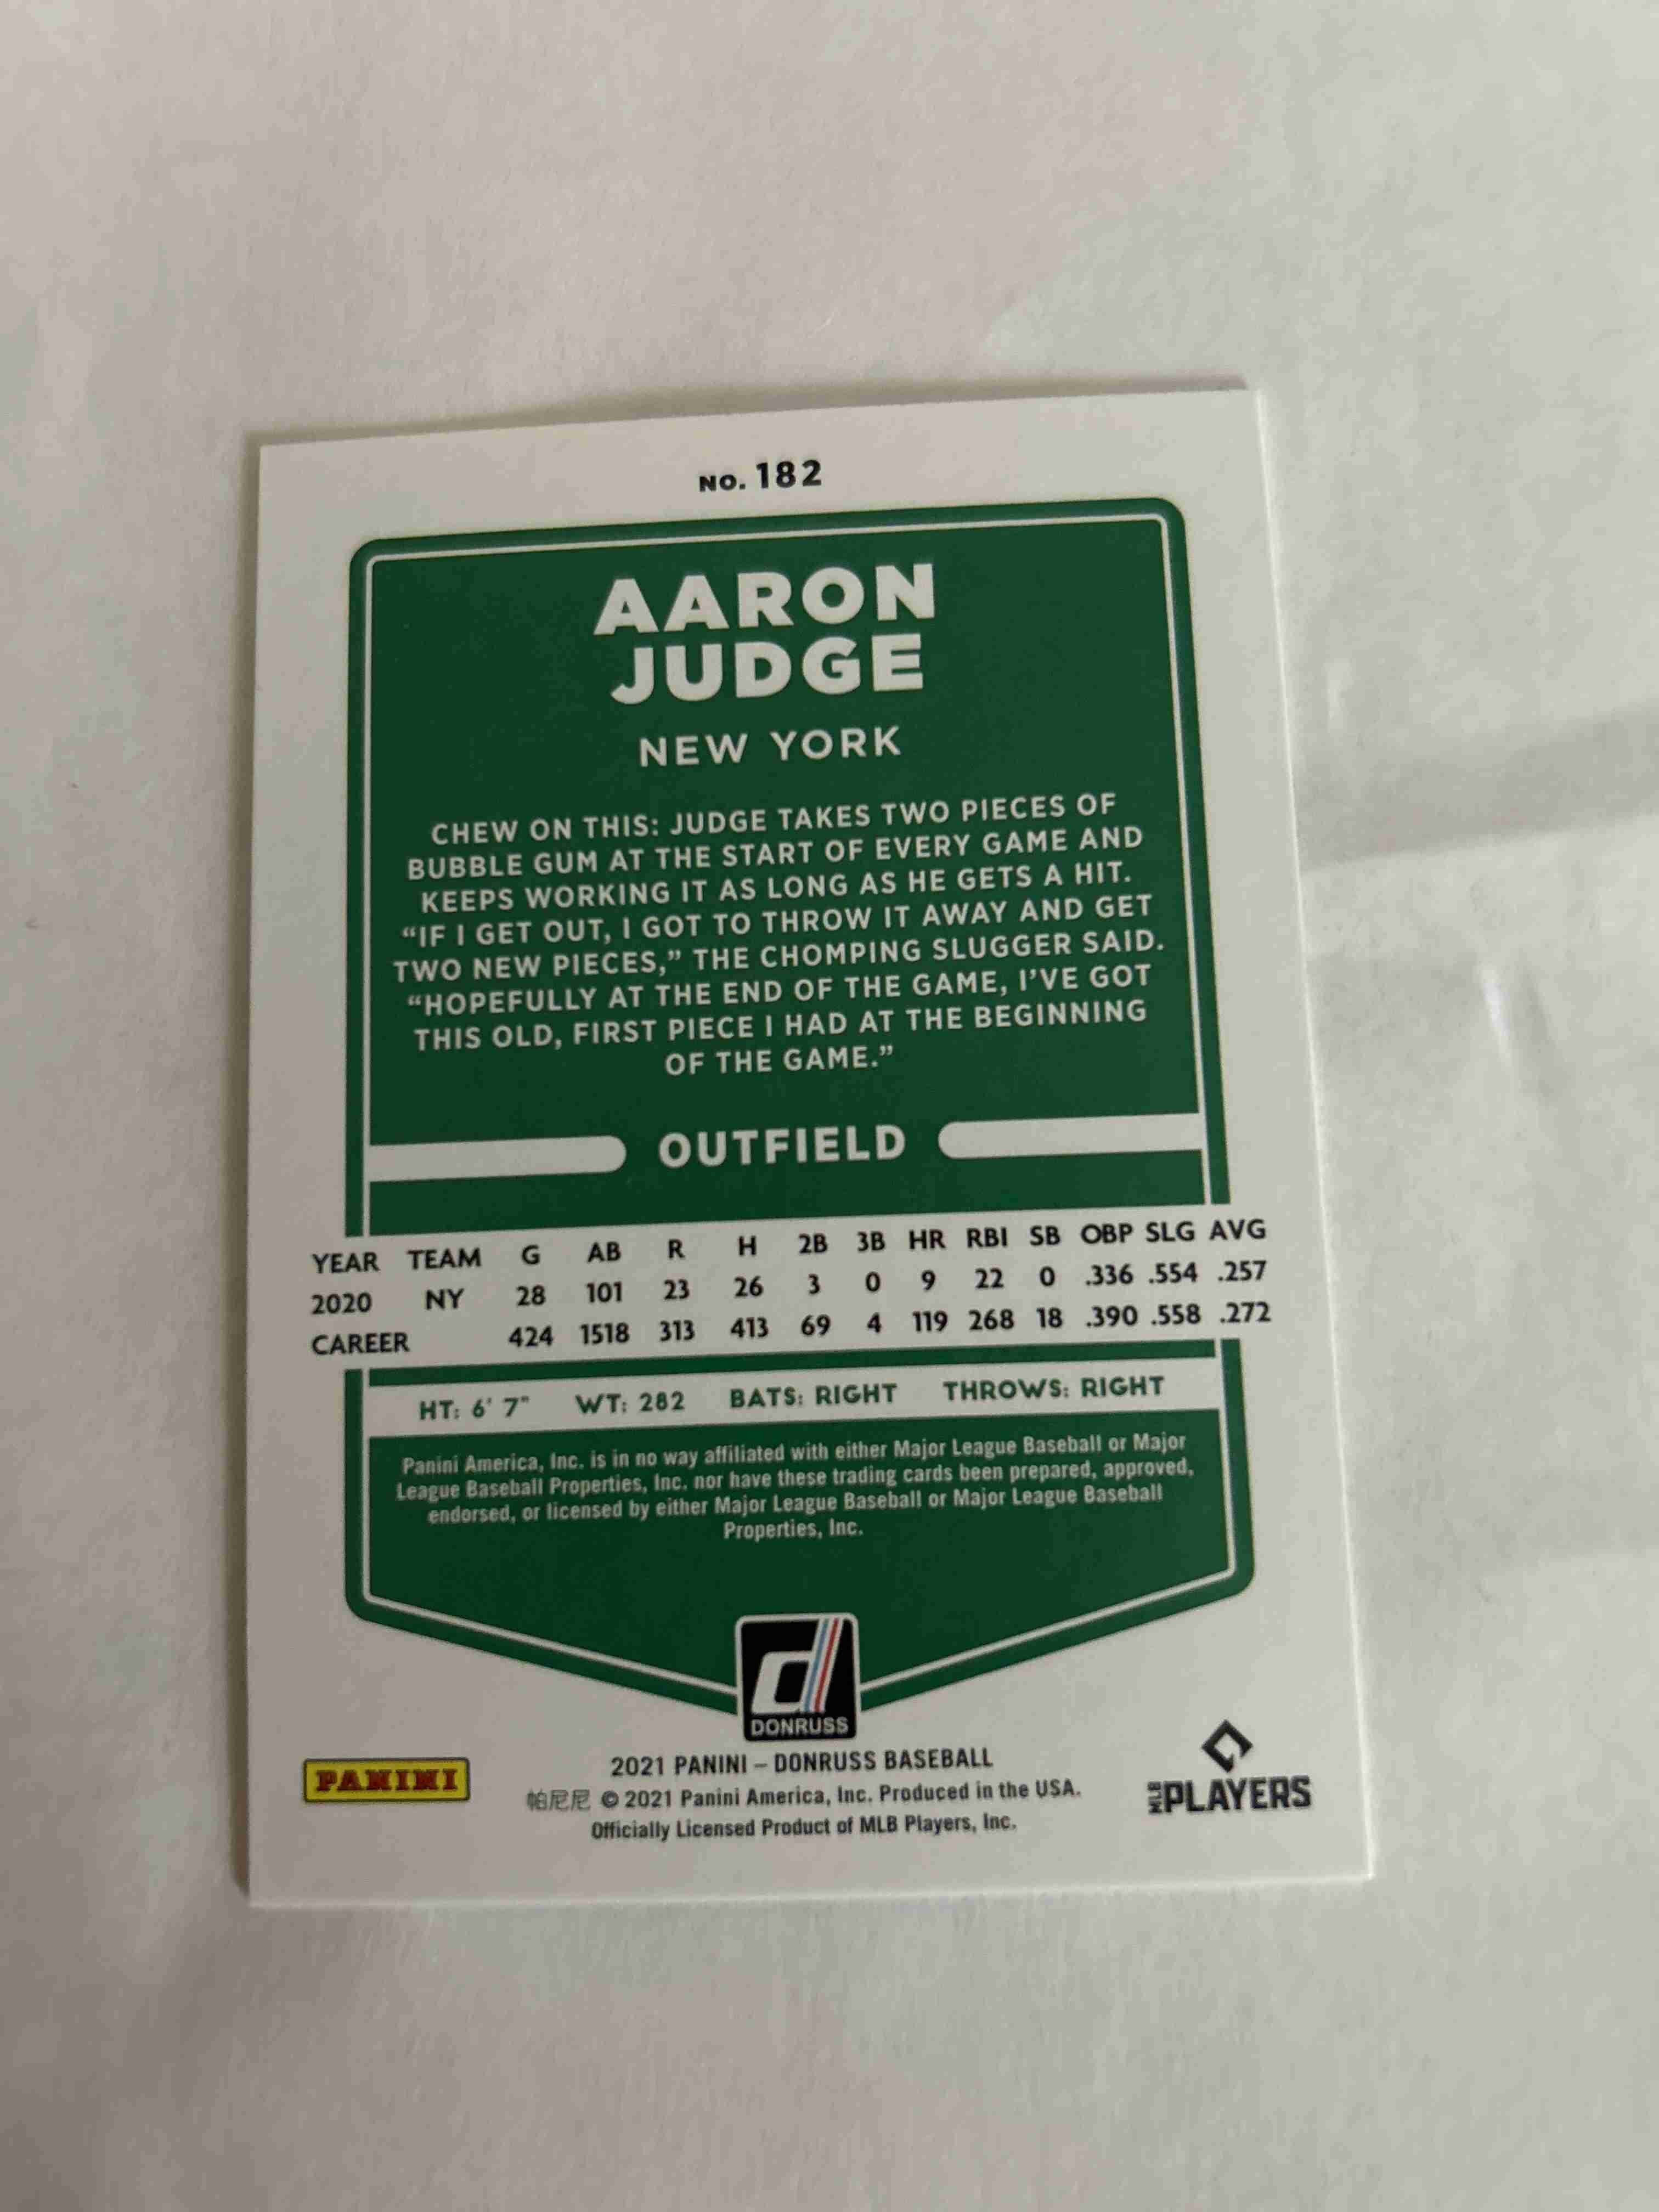 NO. 182
AARON
JUDGE
NEW YORK
CHEW ON THIS: JUDGE TAKES TWO PIECES OF
BUBBLE GUM AT THE START OF EVERY GAME AND
KEEPS WORKING IT AS LONG AS HE GETS A HIT.
“IF I GET OUT, I GOT TO THROW IT AWAY AND GET
TWO NEW PIECES,” THE CHOMPING SLUGGER SAID.
“HOPEFULLY AT THE END OF THE GAME, I’VE GOT
THIS OLD, FIRST PIECE I HAD AT THE BEGINNING
OF THE GAME.”
OUTFIELD
YEAR TEAM G AB R H 2B 3B HR RBI SB OBP SLG AVG
2020 NY 28 101 23 26 3 0 9 22 0 .336 .554 .257
CAREER 424 1518 313 413 69 4 119 268 18 .390 .558 .272
HT: 6' 7" WT: 282 BATS: RIGHT THROWS: RIGHT
Panini America, Inc. is in no way affiliated with either Major League Baseball or Major
League Baseball Properties, Inc. nor have these trading cards been prepared, approved,
endorsed, or licensed by either Major League Baseball or Major League Baseball
Properties, Inc.
d
DONRUSS
PANINI
2021 PANINI – DONRUSS BASEBALL
帕尼尼 © 2021 Panini America, Inc. Produced in the USA.
Officially Licensed Product of MLB Players, Inc.
MLB PLAYERS